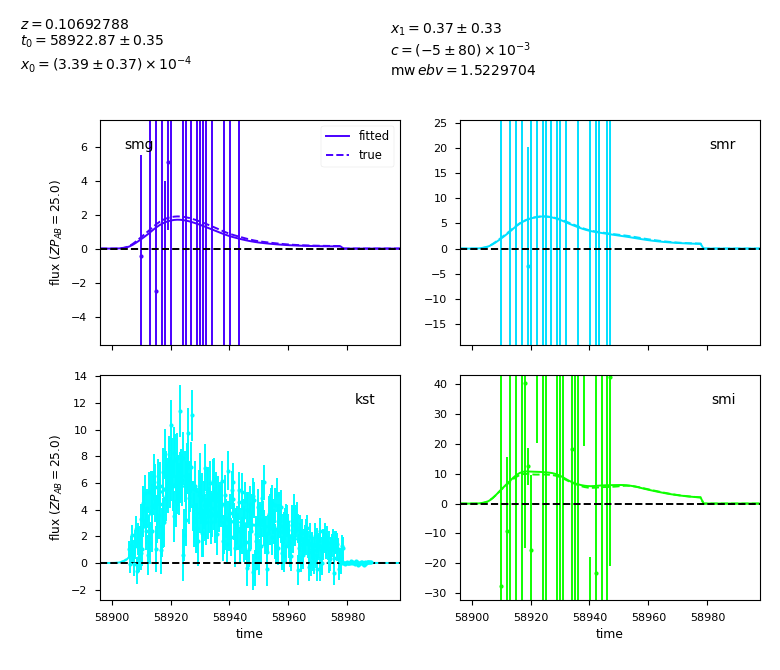 z = 0.10692788
t₀ = 58922.87 ± 0.35
x₀ = (3.39 ± 0.37) × 10⁻⁴
x₁ = 0.37 ± 0.33
c = (−5 ± 80) × 10⁻³
mw ebv = 1.5229704
smg
fitted
true
6
4
2
0
−2
−4
flux (ZP_AB = 25.0)
smr
25
20
15
10
5
0
−5
−10
−15
kst
14
12
10
8
6
4
2
0
−2
flux (ZP_AB = 25.0)
58900 58920 58940 58960 58980
time
smi
40
30
20
10
0
−10
−20
−30
58900 58920 58940 58960 58980
time